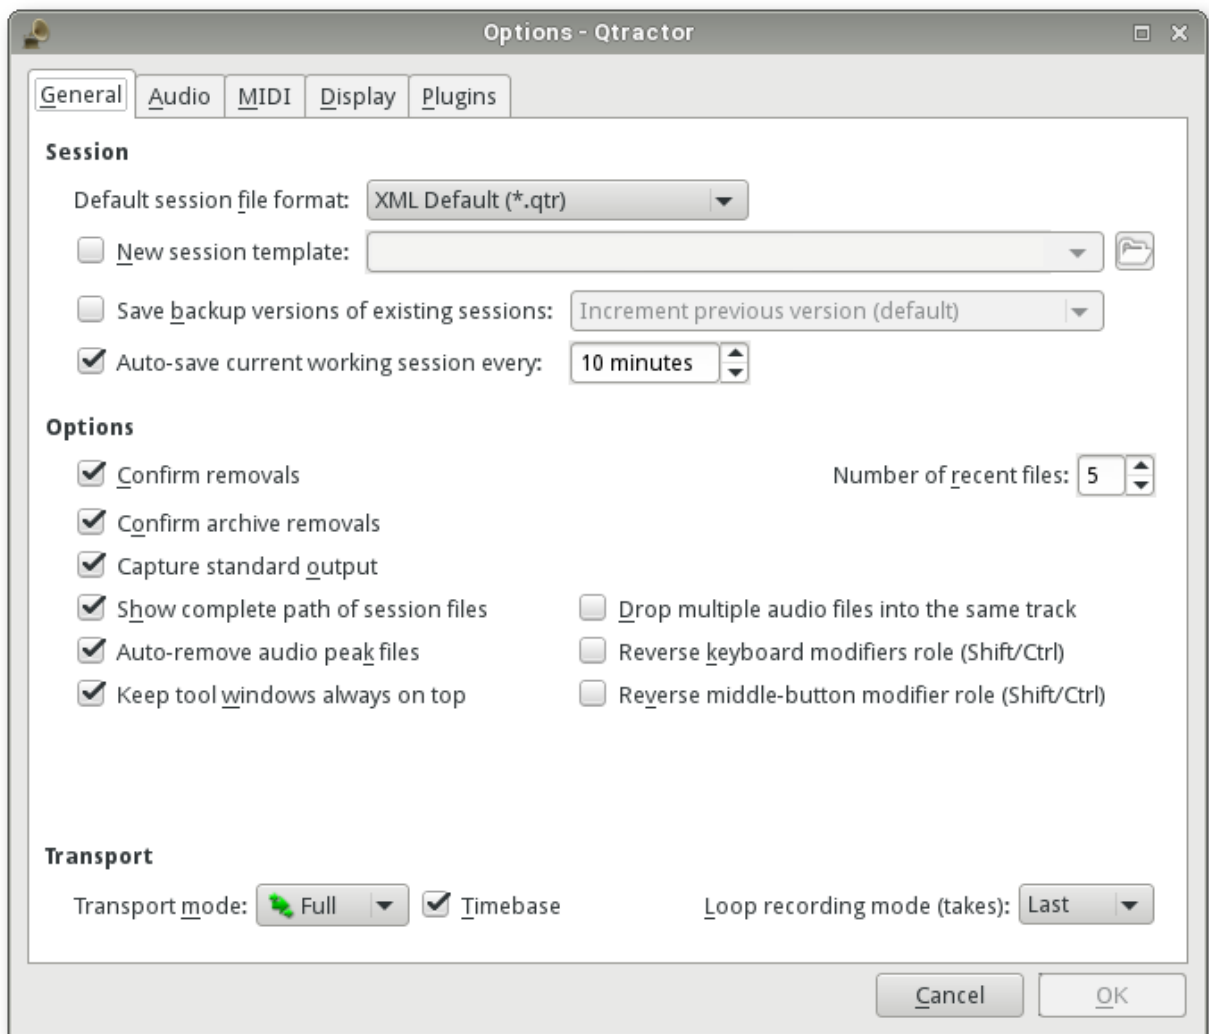 Options - Qtractor
General Audio MIDI Display Plugins
Session
Default session file format: XML Default (*.qtr)
New session template:
Save backup versions of existing sessions: Increment previous version (default)
Auto-save current working session every: 10 minutes
Options
Confirm removals Number of recent files: 5
Confirm archive removals
Capture standard output
Show complete path of session files Drop multiple audio files into the same track
Auto-remove audio peak files Reverse keyboard modifiers role (Shift/Ctrl)
Keep tool windows always on top Reverse middle-button modifier role (Shift/Ctrl)
Transport
Transport mode: Full Timebase Loop recording mode (takes): Last
Cancel OK